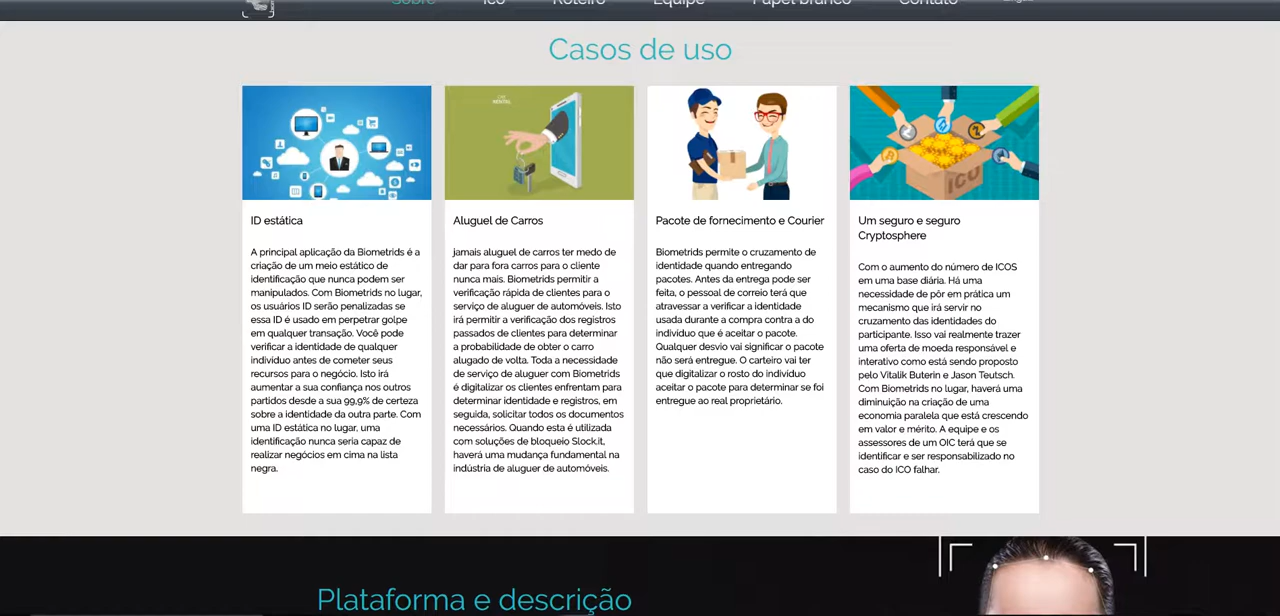 Sobre Ico Roteiro Equipe Papel branco Contato
Casos de uso
ID estática
A principal aplicação da Biometrids é a
criação de um meio estático de
identificação que nunca podem ser
manipulados. Com Biometrids no lugar,
os usuários ID serão penalizadas se
essa ID é usado em perpetrar golpe
em qualquer transação. Você pode
verificar a identidade de qualquer
indivíduo antes de cometer seus
recursos para o negócio. Isto irá
aumentar a sua confiança nos outros
partidos desde a sua 99,9% de certeza
sobre a identidade da outra parte. Com
uma ID estática no lugar, uma
identificação nunca seria capaz de
realizar negócios em cima na lista
negra.
Aluguel de Carros
jamais aluguel de carros ter medo de
dar para fora carros para o cliente
nunca mais. Biometrids permitir a
verificação rápida de clientes para o
serviço de aluguer de automóveis. Isto
irá permitir a verificação dos registros
passados de clientes para determinar
a probabilidade de obter o carro
alugado de volta. Toda a necessidade
de serviço de aluguer com Biometrids
é digitalizar os clientes enfrentam para
determinar identidade e registros, em
seguida, solicitar todos os documentos
necessários. Quando esta é utilizada
com soluções de bloqueio Slock.it,
haverá uma mudança fundamental na
indústria de aluguer de automóveis.
Pacote de fornecimento e Courier
Biometrids permite o cruzamento de
identidade quando entregando
pacotes. Antes da entrega pode ser
feita, o pessoal de correio terá que
atravessar a verificar a identidade
usada durante a compra contra a do
indivíduo que é aceitar o pacote.
Qualquer desvio vai significar o pacote
não será entregue. O carteiro vai ter
que digitalizar o rosto do indivíduo
aceitar o pacote para determinar se foi
entregue ao real proprietário.
ICO
Um seguro e seguro
Cryptosphere
Com o aumento do número de ICOS
em uma base diária. Há uma
necessidade de pôr em prática um
mecanismo que irá servir no
cruzamento das identidades do
participante. Isso vai realmente trazer
uma oferta de moeda responsável e
interativo como está sendo proposto
pelo Vitalik Buterin e Jason Teutsch.
Com Biometrids no lugar, haverá uma
diminuição na criação de uma
economia paralela que está crescendo
em valor e mérito. A equipe e os
assessores de um OIC terá que se
identificar e ser responsabilizado no
caso do ICO falhar.
Plataforma e descrição